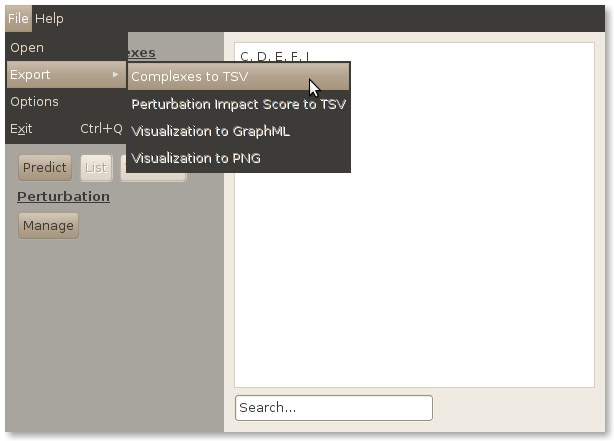 File Help
Open
Export
Options
Exit Ctrl+Q
Complexes to TSV
Perturbation Impact Score to TSV
Visualization to GraphML
Visualization to PNG
Predict List
Perturbation
Manage
C, D, E, F, I
Search...